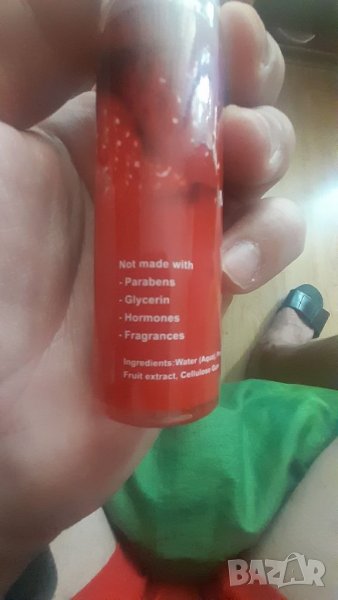 Not made with
- Parabens
- Glycerin
- Hormones
- Fragrances
Ingredients: Water (Aqua),
Fruit extract, Cellulose Gum
BAZAR